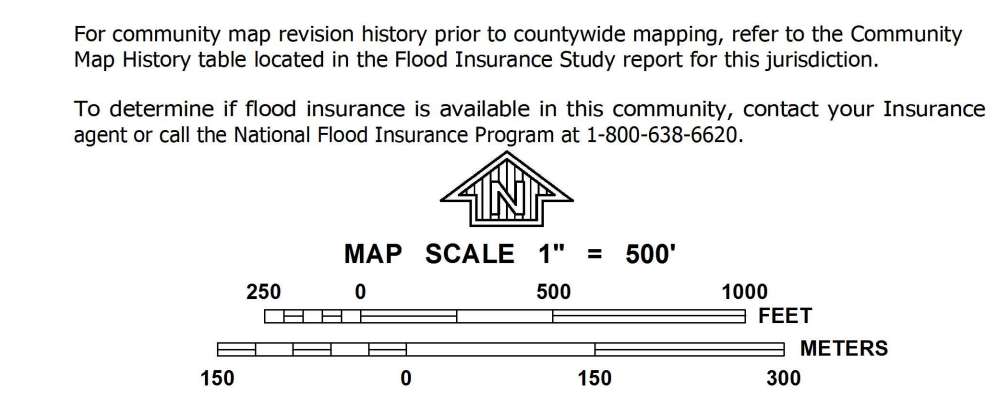 For community map revision history prior to countywide mapping, refer to the Community
Map History table located in the Flood Insurance Study report for this jurisdiction.
To determine if flood insurance is available in this community, contact your Insurance
agent or call the National Flood Insurance Program at 1-800-638-6620.
N
MAP SCALE 1" = 500'
250 0 500 1000
FEET
METERS
150 0 150 300